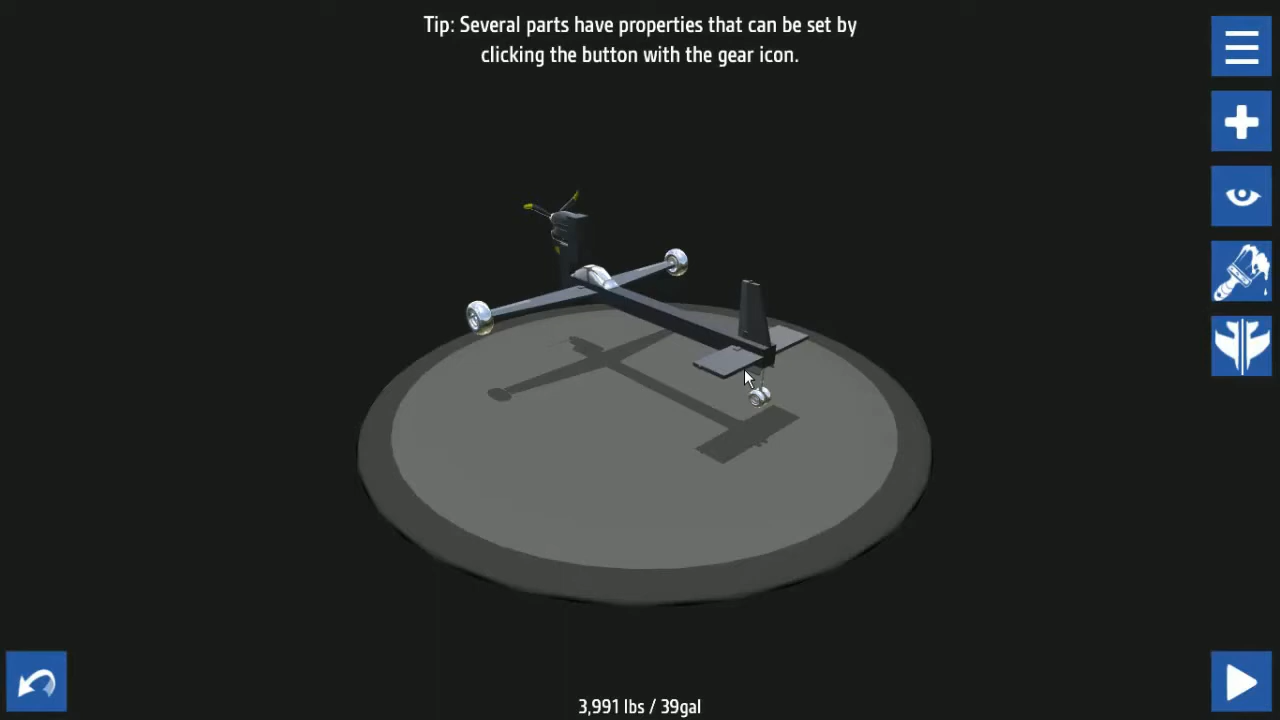 Tip: Several parts have properties that can be set by
clicking the button with the gear icon.
3,991 lbs / 39gal